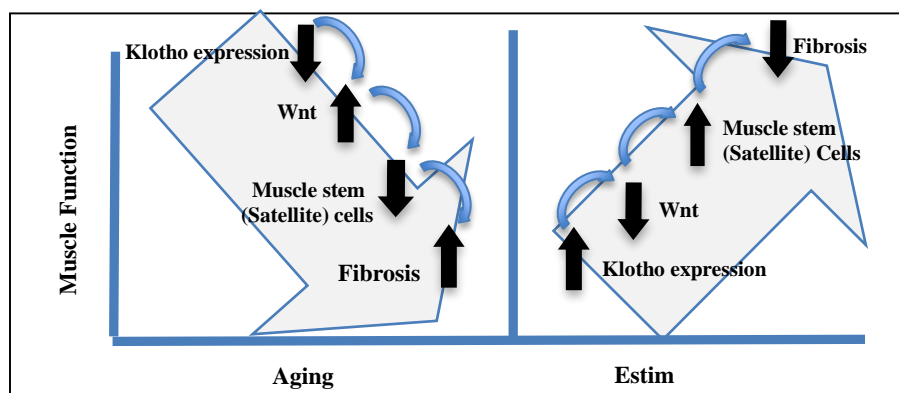 Muscle Function
Klotho expression
Wnt
Muscle stem
(Satellite) cells
Fibrosis
Aging
Fibrosis
Muscle stem
(Satellite) Cells
Wnt
Klotho expression
Estim